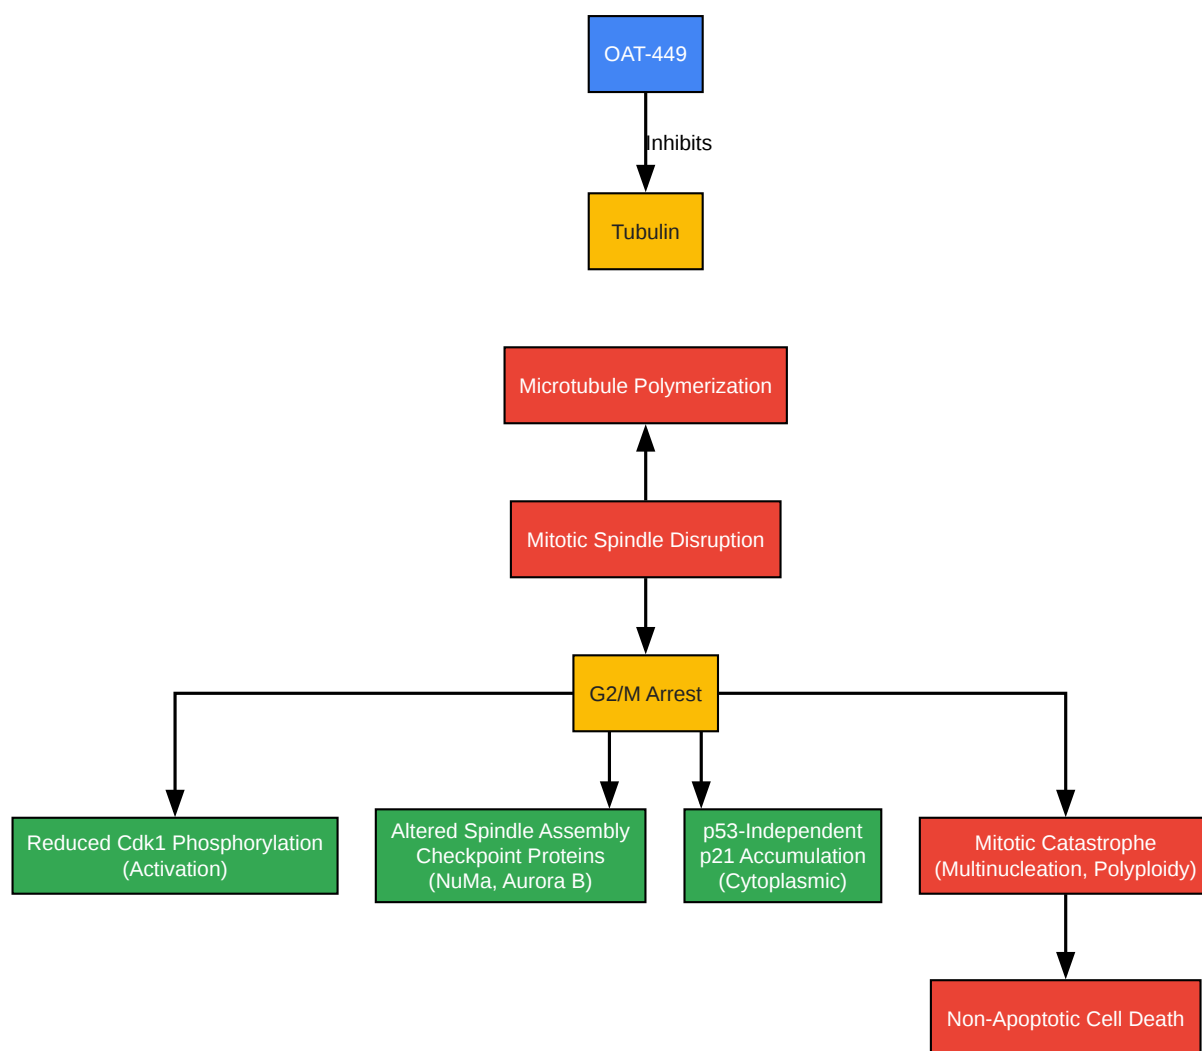 OAT-449
Inhibits
Tubulin
Microtubule Polymerization
Mitotic Spindle Disruption
G2/M Arrest
Reduced Cdk1 Phosphorylation
(Activation)
Altered Spindle Assembly
Checkpoint Proteins
(NuMa, Aurora B)
p53-Independent
p21 Accumulation
(Cytoplasmic)
Mitotic Catastrophe
(Multinucleation, Polyploidy)
Non-Apoptotic Cell Death